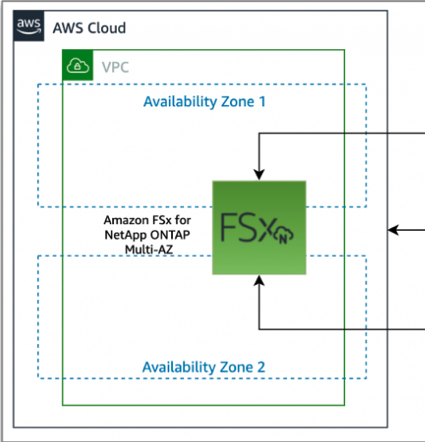 aws
AWS Cloud
VPC
Availability Zone 1
Amazon FSx for
NetApp ONTAP
Multi-AZ
FSx
N
Availability Zone 2